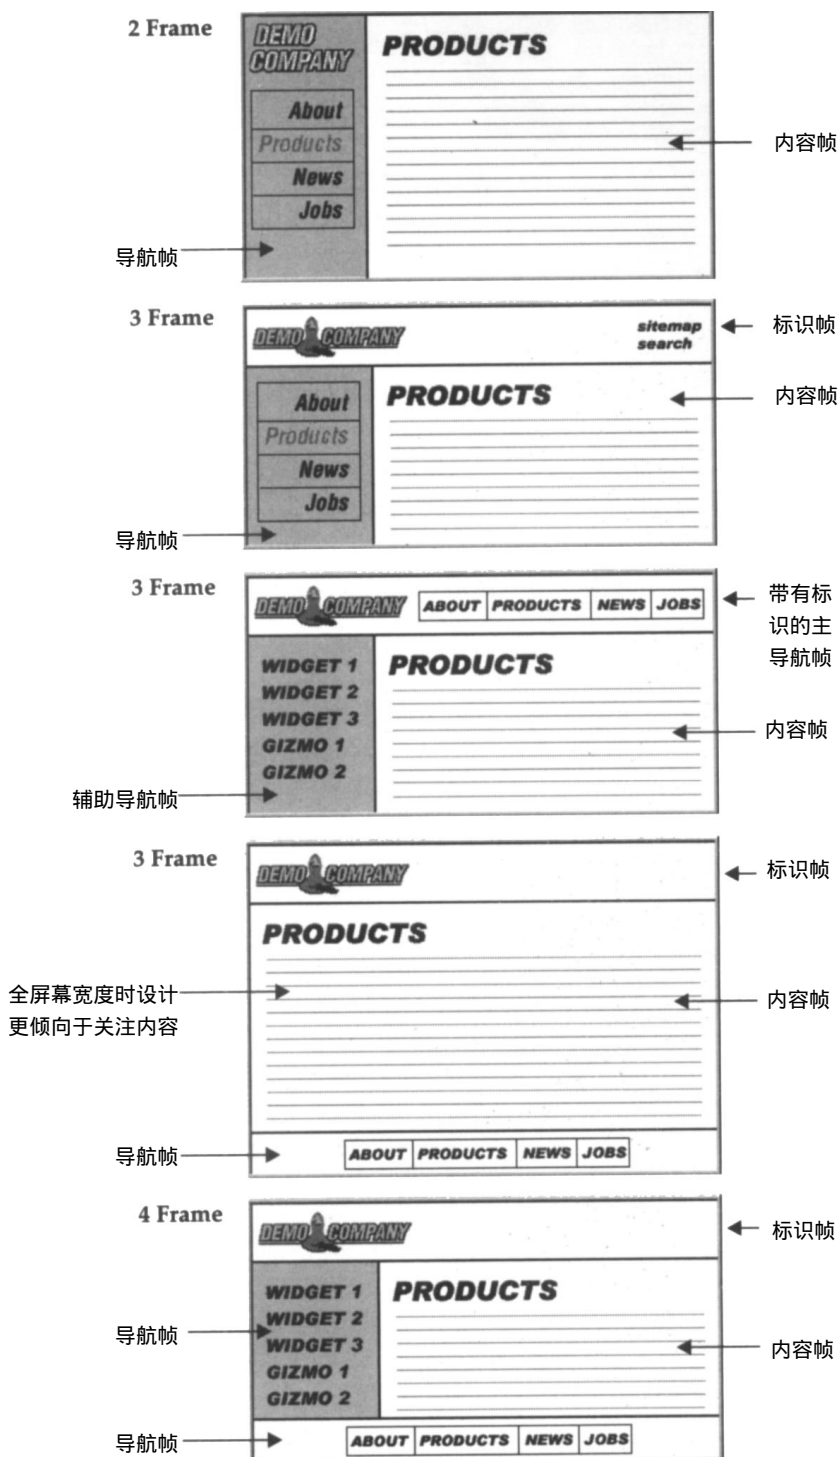 2 Frame
DEMO
COMPANY
PRODUCTS
About
Products
News
Jobs
内容帧
导航帧
3 Frame
DEMO COMPANY
sitemap
search
标识帧
About
Products
News
Jobs
PRODUCTS
内容帧
导航帧
3 Frame
DEMO COMPANY
ABOUT PRODUCTS NEWS JOBS
带有标
识的主
导航帧
WIDGET 1
WIDGET 2
WIDGET 3
GIZMO 1
GIZMO 2
PRODUCTS
内容帧
辅助导航帧
3 Frame
DEMO COMPANY
标识帧
PRODUCTS
全屏幕宽度时设计
更倾向于关注内容
内容帧
导航帧
ABOUT PRODUCTS NEWS JOBS
4 Frame
DEMO COMPANY
标识帧
WIDGET 1
WIDGET 2
WIDGET 3
GIZMO 1
GIZMO 2
PRODUCTS
导航帧
内容帧
导航帧
ABOUT PRODUCTS NEWS JOBS